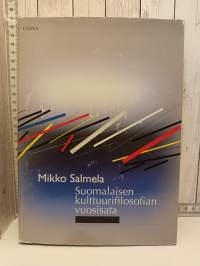 OTAVA
Mikko Salmela
Suomalaisen
kulttuurifilosofian
vuosisata